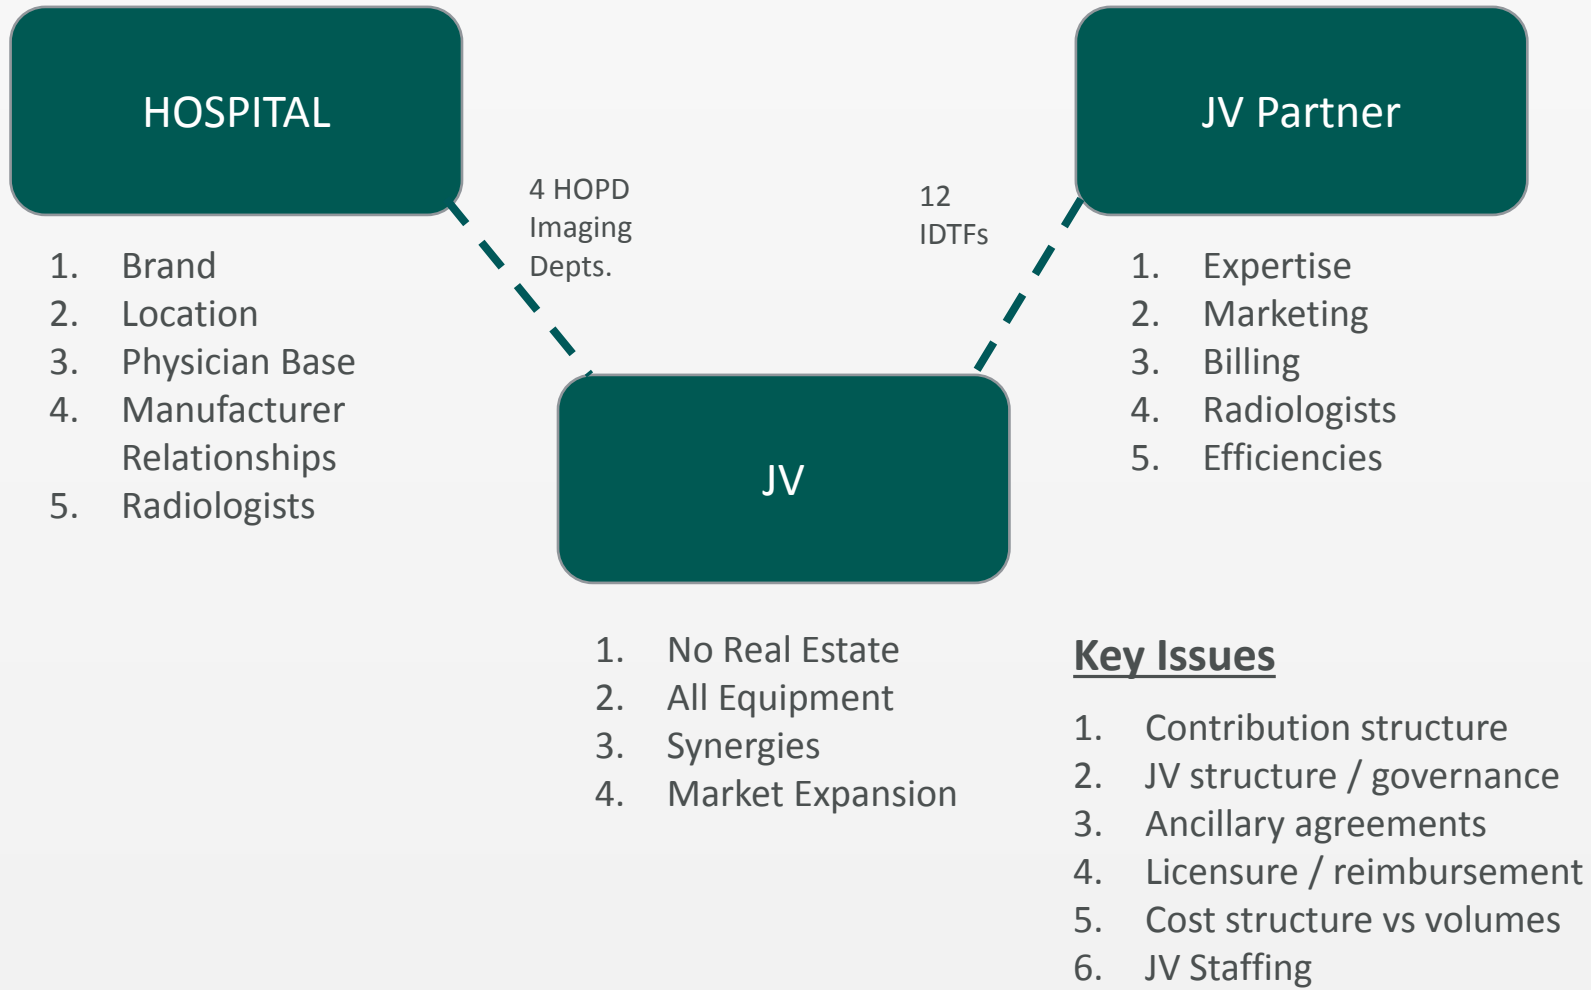 HOSPITAL
JV Partner
4 HOPD
Imaging
Depts.
12
IDTFs
1. Brand
2. Location
3. Physician Base
4. Manufacturer
Relationships
5. Radiologists
1. Expertise
2. Marketing
3. Billing
4. Radiologists
5. Efficiencies
JV
1. No Real Estate
2. All Equipment
3. Synergies
4. Market Expansion
Key Issues
1. Contribution structure
2. JV structure / governance
3. Ancillary agreements
4. Licensure / reimbursement
5. Cost structure vs volumes
6. JV Staffing